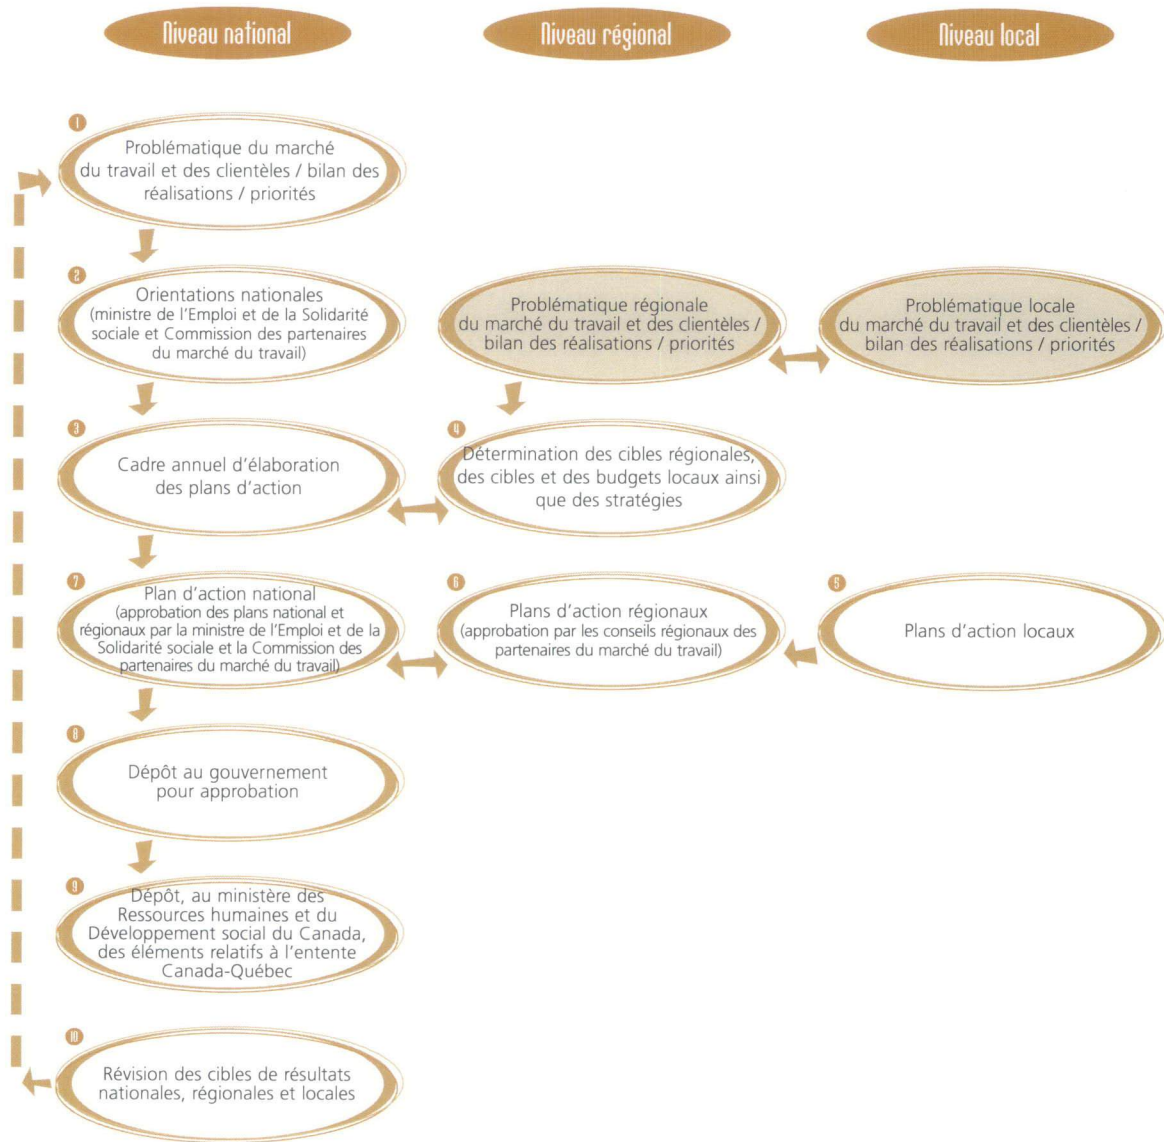 Niveau national
Niveau régional
Niveau local
1
Problématique du marché
du travail et des clientèles / bilan des
réalisations / priorités
2
Orientations nationales
(ministre de l'Emploi et de la Solidarité
sociale et Commission des partenaires
du marché du travail)
Problématique régionale
du marché du travail et des clientèles /
bilan des réalisations / priorités
Problématique locale
du marché du travail et des clientèles /
bilan des réalisations / priorités
3
Cadre annuel d'élaboration
des plans d'action
4
Détermination des cibles régionales,
des cibles et des budgets locaux ainsi
que des stratégies
7
Plan d'action national
(approbation des plans national et
régionaux par la ministre de l'Emploi et de la
Solidarité sociale et la Commission des
partenaires du marché du travail)
6
Plans d'action régionaux
(approbation par les conseils régionaux des
partenaires du marché du travail)
5
Plans d'action locaux
8
Dépôt au gouvernement
pour approbation
9
Dépôt, au ministère des
Ressources humaines et du
Développement social du Canada,
des éléments relatifs à l'entente
Canada-Québec
10
Révision des cibles de résultats
nationales, régionales et locales